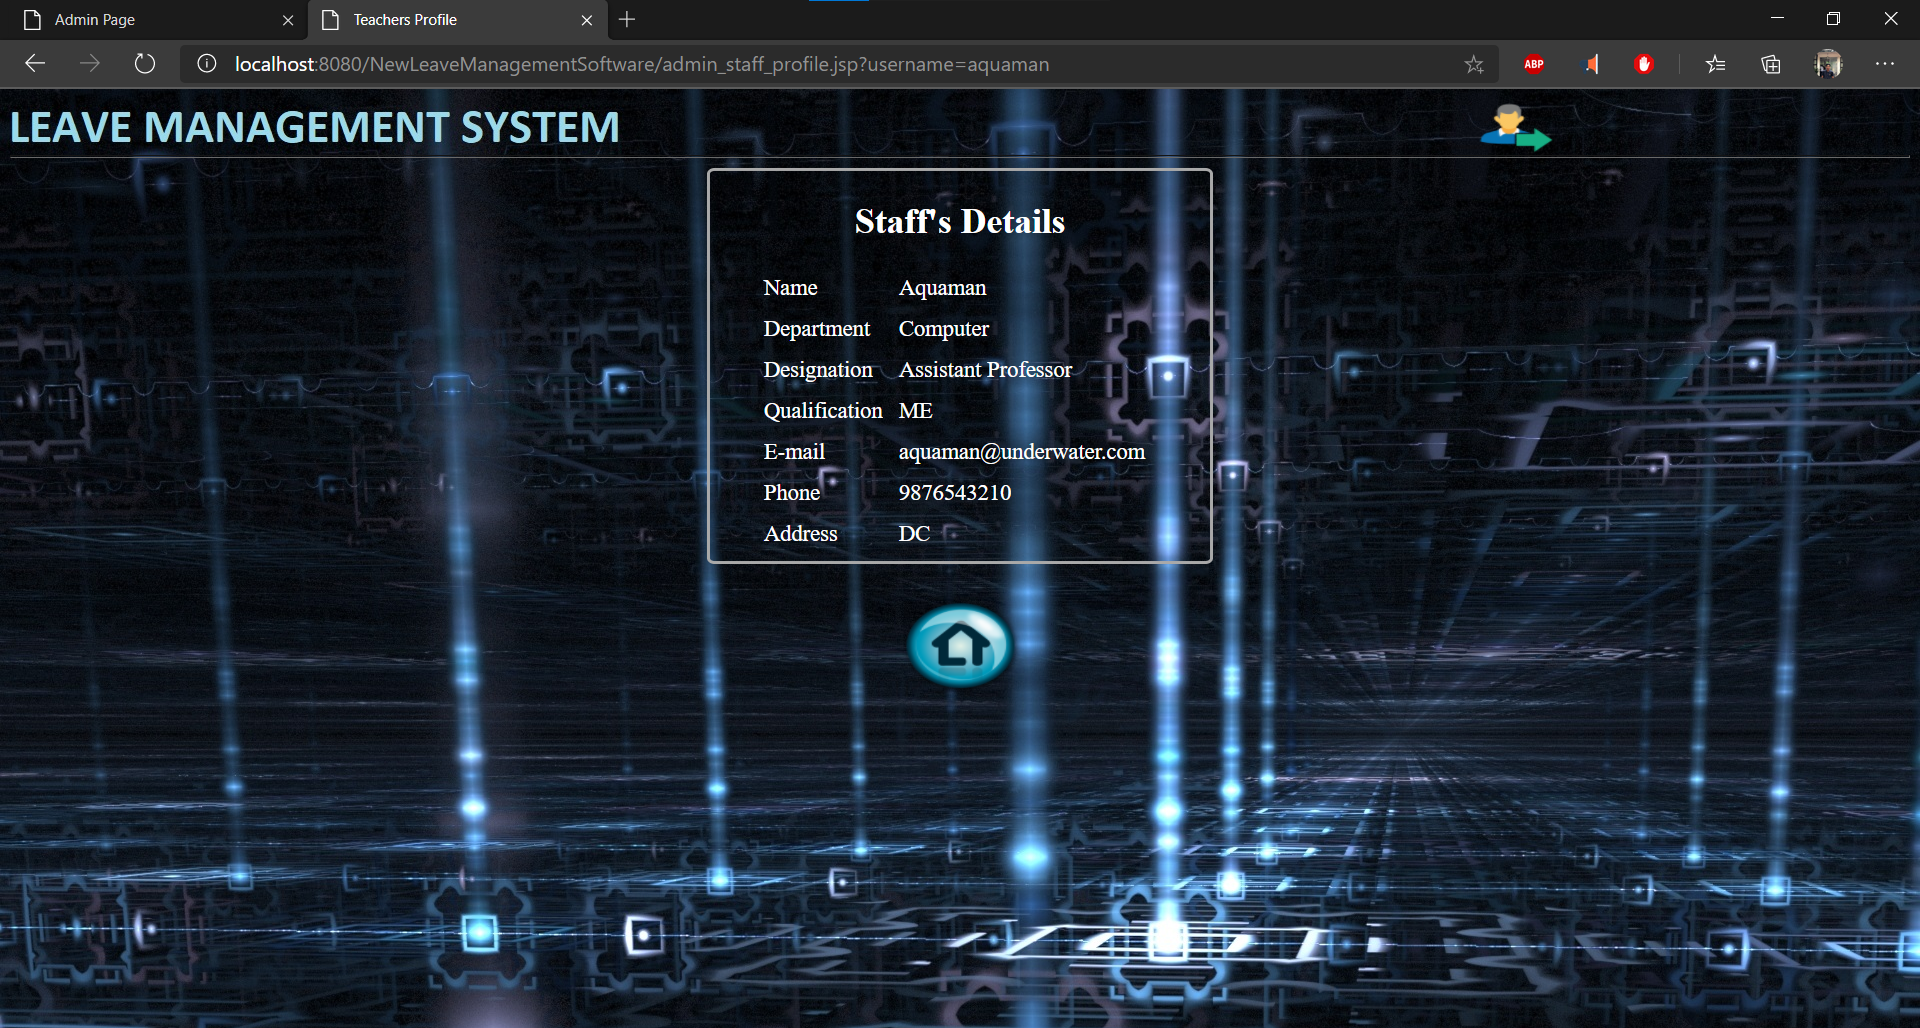 Admin Page
Teachers Profile
localhost:8080/NewLeaveManagementSoftware/admin_staff_profile.jsp?username=aquaman
ABP
LEAVE MANAGEMENT SYSTEM
Staff's Details
Name Aquaman
Department Computer
Designation Assistant Professor
Qualification ME
E-mail aquaman@underwater.com
Phone 9876543210
Address DC